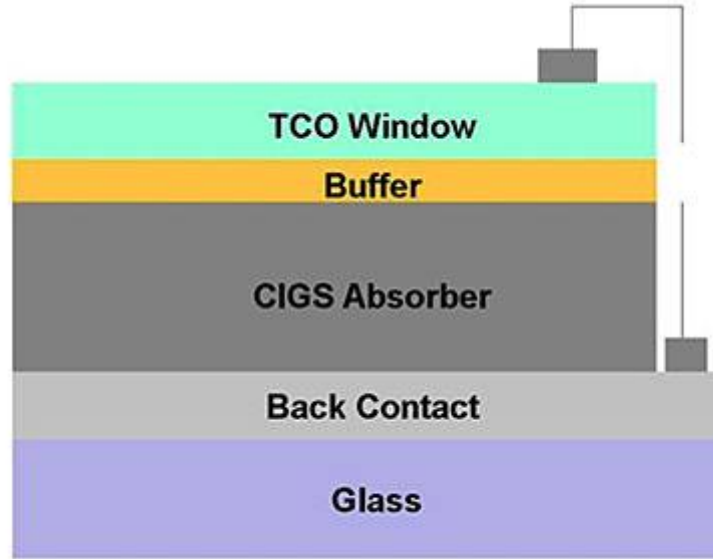 TCO Window
Buffer
CIGS Absorber
Back Contact
Glass